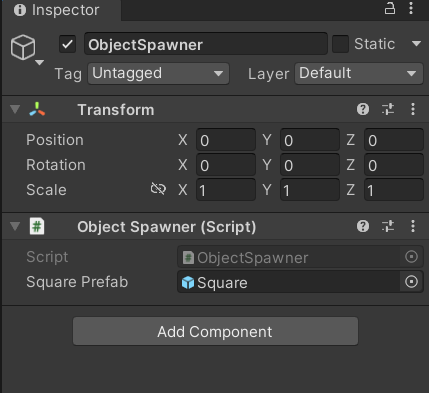 Inspector
ObjectSpawner Static
Tag Untagged Layer Default
Transform
Position X 0 Y 0 Z 0
Rotation X 0 Y 0 Z 0
Scale X 1 Y 1 Z 1
Object Spawner (Script)
Script ObjectSpawner
Square Prefab Square
Add Component